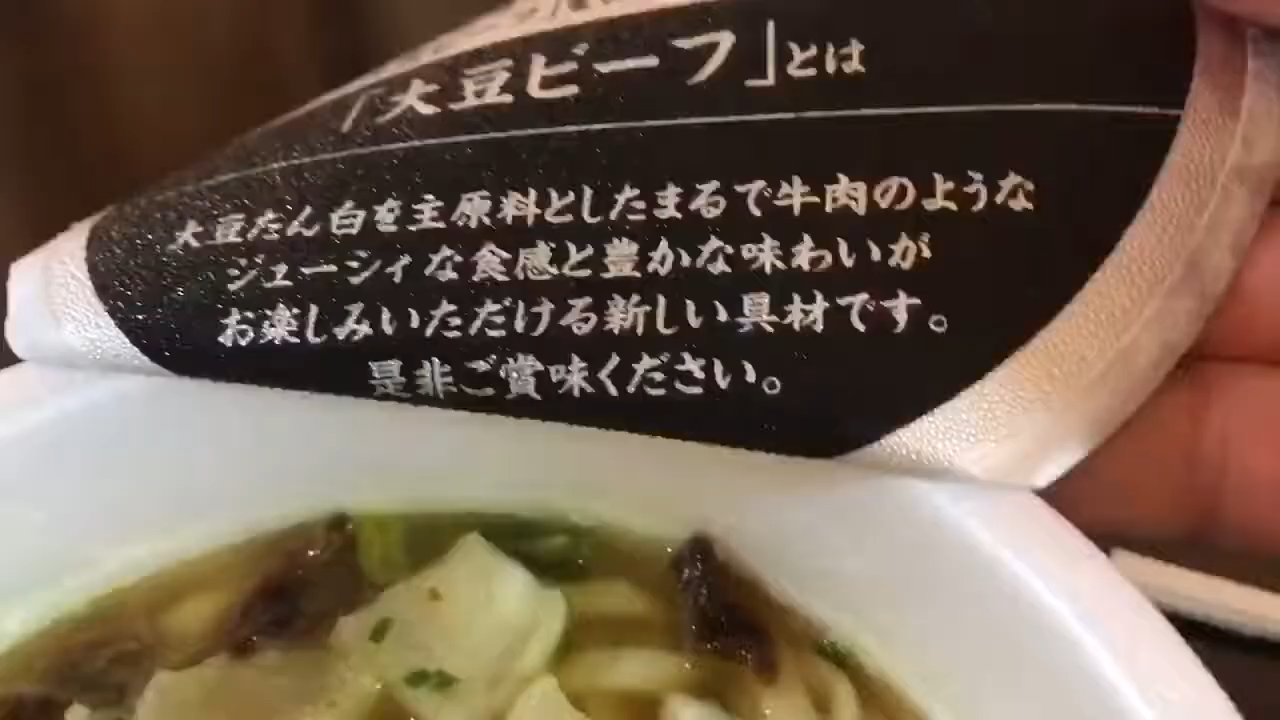 「大豆ビーフ」とは
大豆たん白を主原料としたまるで牛肉のような
ジューシィな食感と豊かな味わいが
お楽しみいただける新しい具材です。
是非ご賞味ください。